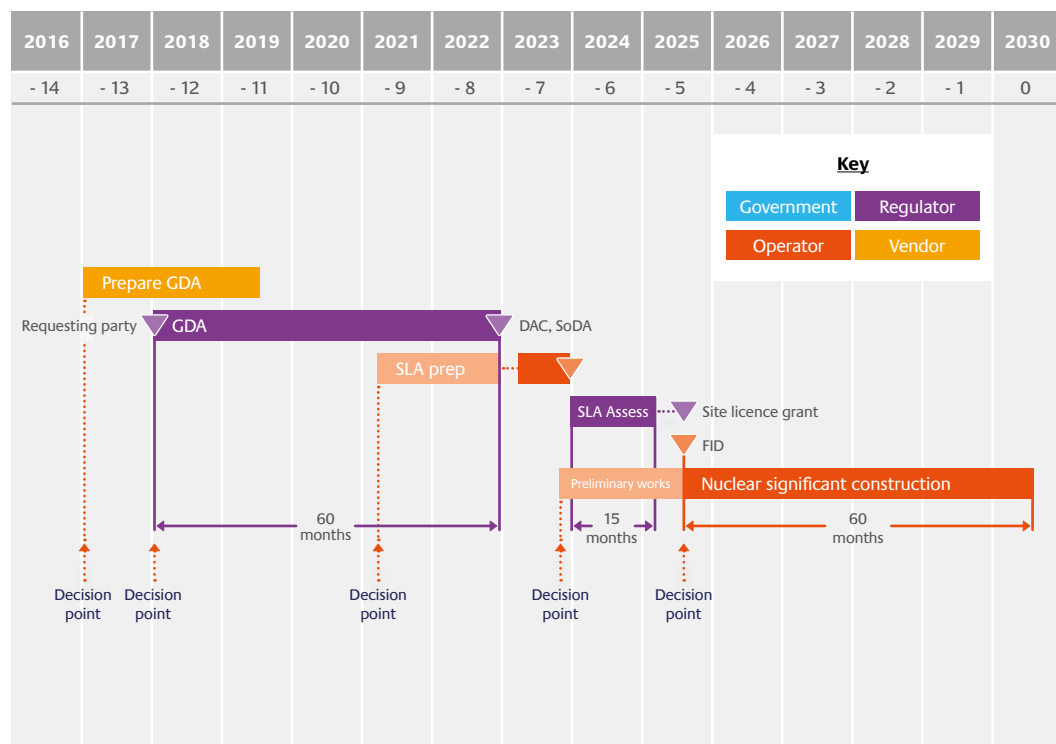 2016 2017 2018 2019 2020 2021 2022 2023 2024 2025 2026 2027 2028 2029 2030
- 14 - 13 - 12 - 11 - 10 - 9 - 8 - 7 - 6 - 5 - 4 - 3 - 2 - 1 0
Key
Government Regulator
Operator Vendor
Prepare GDA
Requesting party GDA DAC, SoDA
SLA prep
SLA Assess Site licence grant
FID
Preliminary works Nuclear significant construction
60
months
15
months
60
months
Decision
point
Decision
point
Decision
point
Decision
point
Decision
point